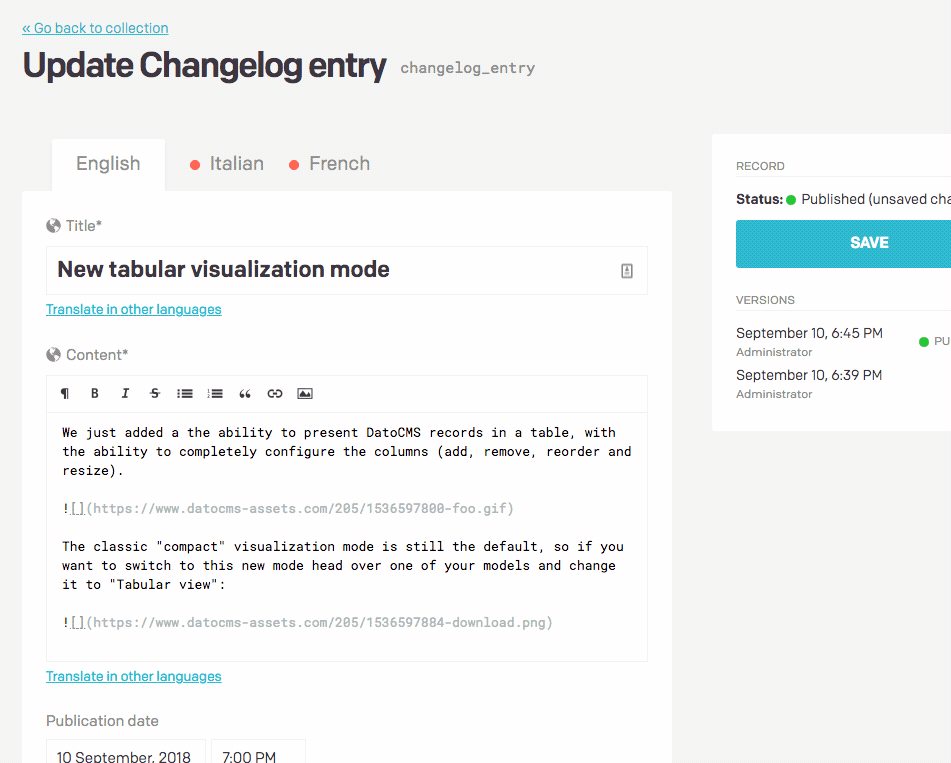 « Go back to collection
Update Changelog entry changelog_entry
English Italian French
Title*
New tabular visualization mode
Translate in other languages
Content*
¶ B I S
We just added a the ability to present DatoCMS records in a table, with
the ability to completely configure the columns (add, remove, reorder and
resize).
![](https://www.datocms-assets.com/205/1536597800-foo.gif)
The classic "compact" visualization mode is still the default, so if you
want to switch to this new mode head over one of your models and change
it to "Tabular view":
![](https://www.datocms-assets.com/205/1536597884-download.png)
Translate in other languages
Publication date
10 September, 2018 7:00 PM
RECORD
Status: Published (unsaved cha
SAVE
VERSIONS
September 10, 6:45 PM
Administrator
PU
September 10, 6:39 PM
Administrator